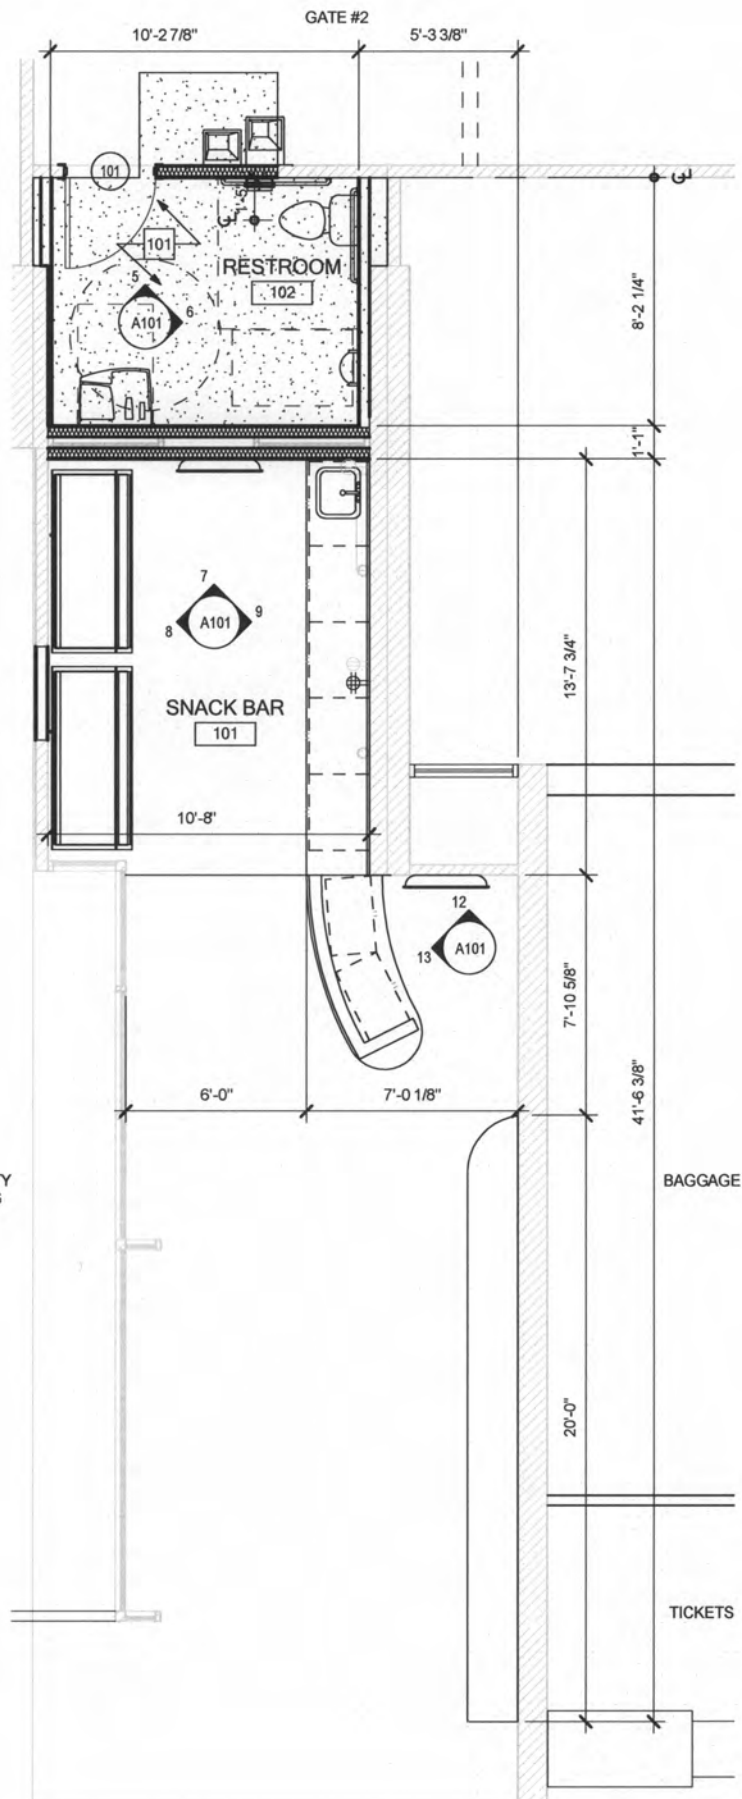 GATE #2
10'-2 7/8"
5'-3 3/8"
101
℄
1'-5"
℄
101
RESTROOM
102
5
6
A101
8'-2 1/4"
1'-1"
7
8
9
A101
SNACK BAR
101
13'-7 3/4"
10'-8"
12
13
A101
7'-10 5/8"
41'-6 3/8"
6'-0"
7'-0 1/8"
Y
BAGGAGE
20'-0"
TICKETS